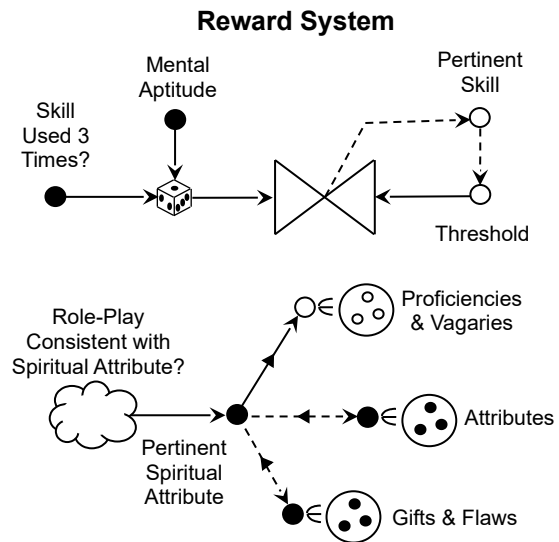 Reward System
Mental
Aptitude
Pertinent
Skill
Skill
Used 3
Times?
Threshold
Role-Play
Consistent with
Spiritual Attribute?
Proficiencies
& Vagaries
Pertinent
Spiritual
Attribute
Attributes
Gifts & Flaws